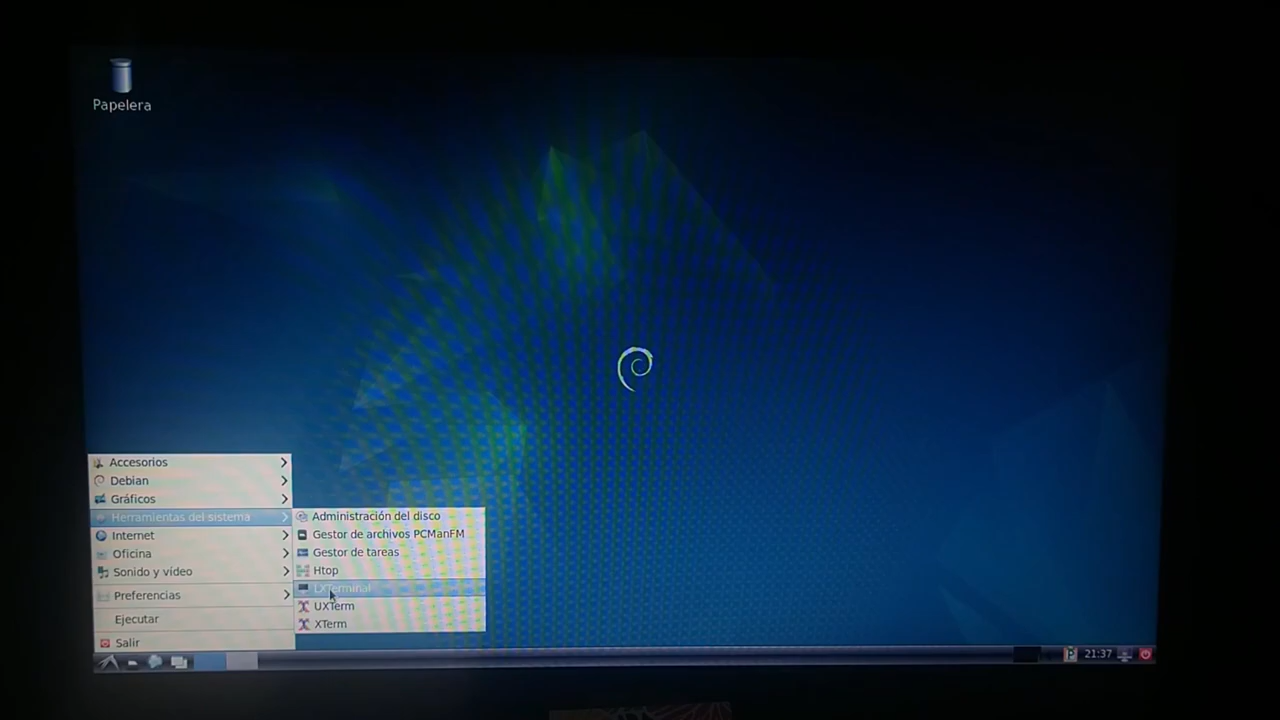 Papelera
Accesorios
Debian
Gráficos
Herramientas del sistema
Internet
Oficina
Sonido y vídeo
Preferencias
Ejecutar
Salir
Administración del disco
Gestor de archivos PCManFM
Gestor de tareas
Htop
LXTerminal
UXTerm
XTerm
21:37